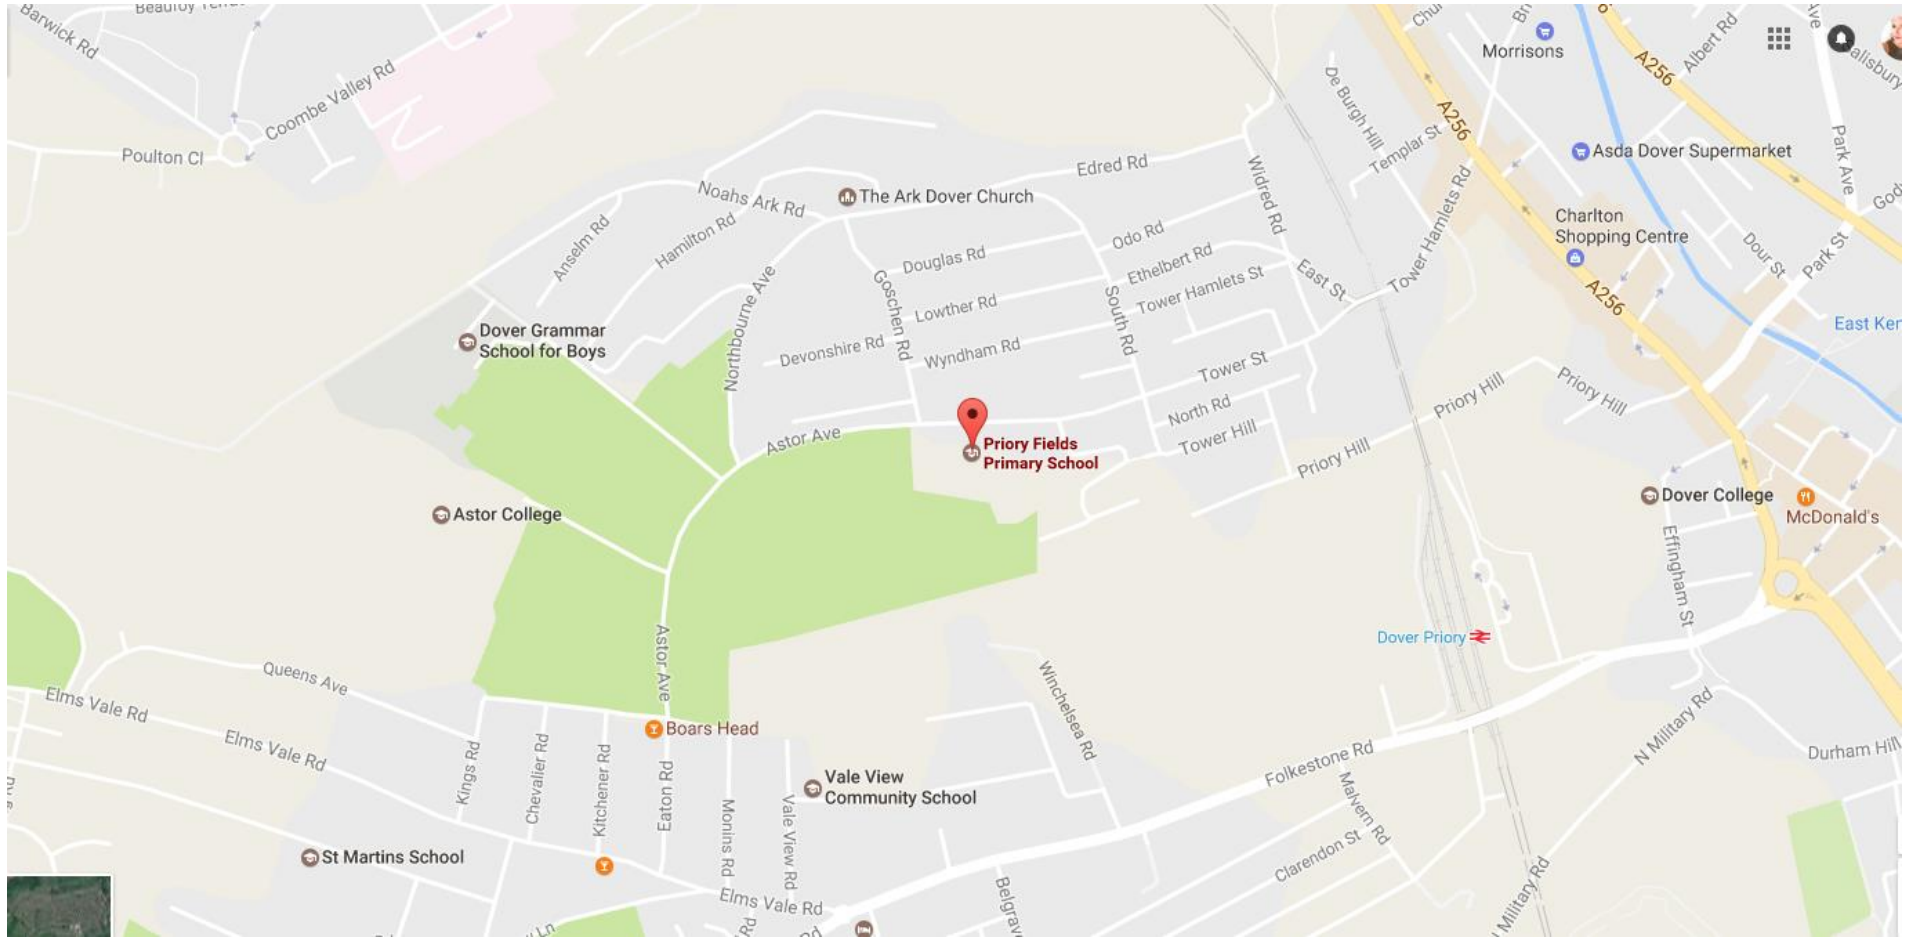 Barwick Rd
Coombe Valley Rd
Poulton Cl
Morrisons
A256
Albert Rd
De Burgh Hill
A256
Templar St
Asda Dover Supermarket
Park Ave
Edred Rd
Widred Rd
Noahs Ark Rd
The Ark Dover Church
Anselm Rd
Hamilton Rd
Tower Hamlets Rd
Charlton
Shopping Centre
Odo Rd
Dour St
Park St
Douglas Rd
Ethelbert Rd
East St
Goschen Rd
Tower Hamlets St
A256
Lowther Rd
South Rd
Northbourne Ave
Dover Grammar
School for Boys
Devonshire Rd
Wyndham Rd
Tower St
Priory Hill
Priory Hill
North Rd
Astor Ave
Priory Fields
Primary School
Tower Hill
Priory Hill
Astor College
Dover College
McDonald's
Effingham St
Dover Priory
Astor Ave
Queens Ave
Winchelsea Rd
Elms Vale Rd
Elms Vale Rd
Boars Head
N Military Rd
Folkestone Rd
Kings Rd
Chevalier Rd
Kitchener Rd
Eaton Rd
Vale View
Community School
Malvern Rd
Monins Rd
Vale View Rd
St Martins School
Clarendon St
Military Rd
Elms Vale Rd
Rd